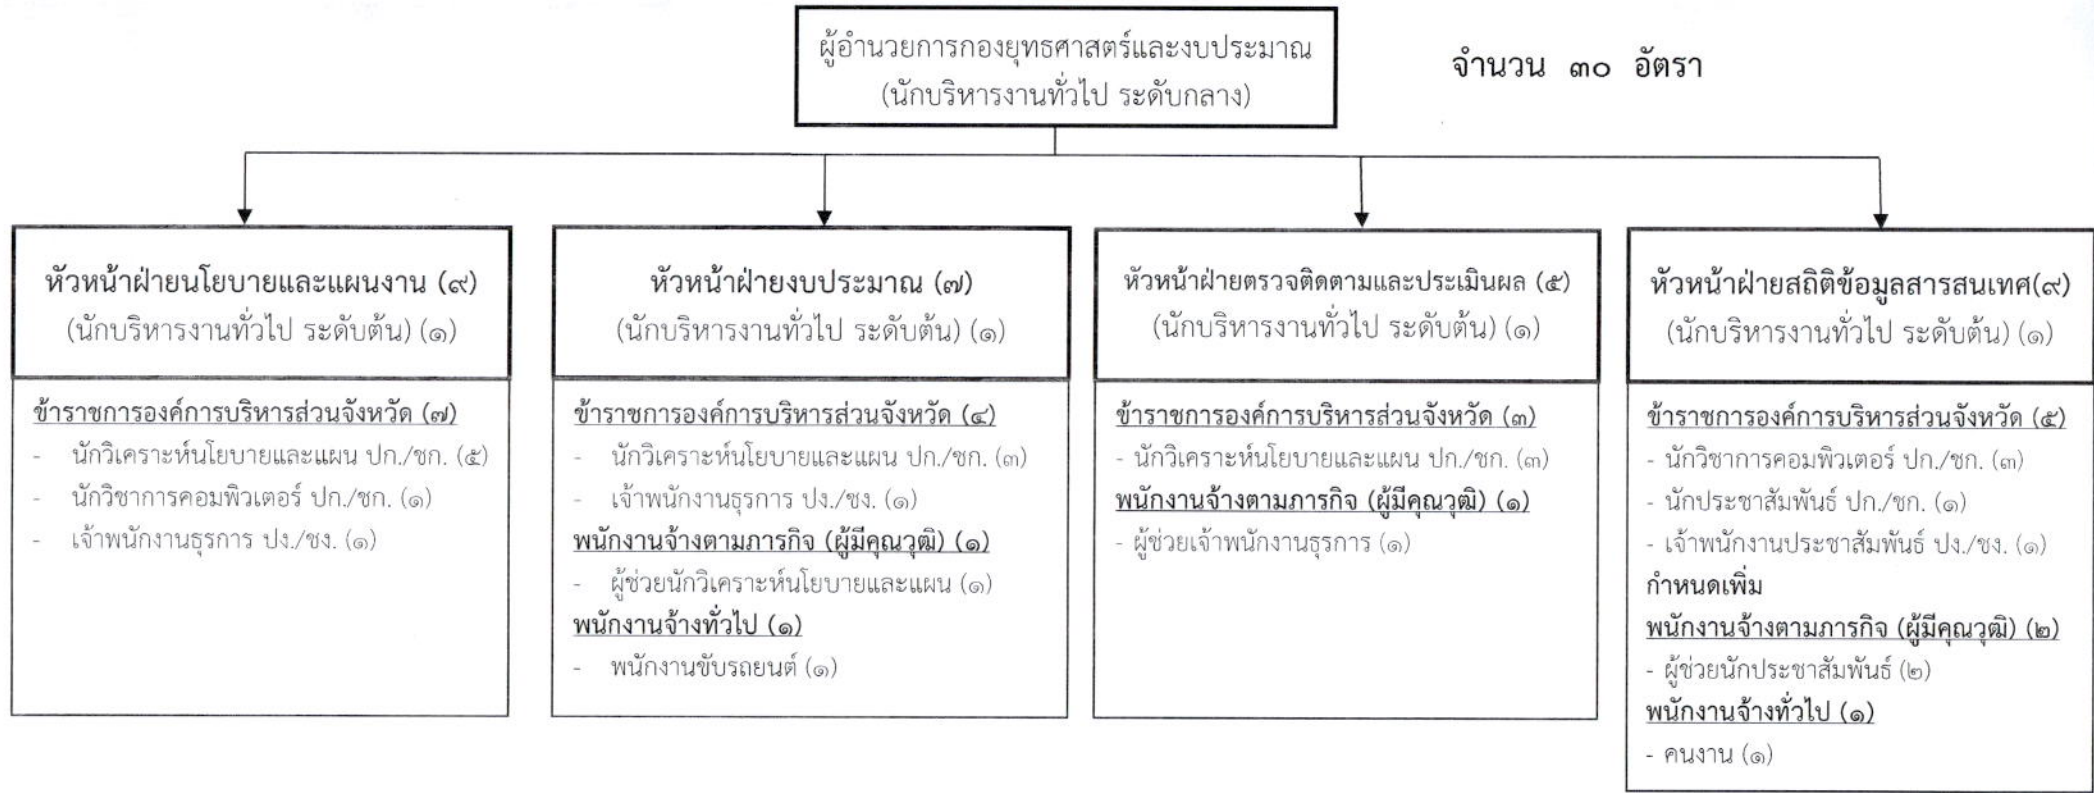 ผู้อำนวยการกองยุทธศาสตร์และงบประมาณ
(นักบริหารงานทั่วไป ระดับกลาง)
จำนวน ๓๐ อัตรา
หัวหน้าฝ่ายนโยบายและแผนงาน (๙)
(นักบริหารงานทั่วไป ระดับต้น) (๑)
ข้าราชการองค์การบริหารส่วนจังหวัด (๗)
- นักวิเคราะห์นโยบายและแผน ปก./ชก. (๕)
- นักวิชาการคอมพิวเตอร์ ปก./ชก. (๑)
- เจ้าพนักงานธุรการ ปง./ชง. (๑)
หัวหน้าฝ่ายงบประมาณ (๗)
(นักบริหารงานทั่วไป ระดับต้น) (๑)
ข้าราชการองค์การบริหารส่วนจังหวัด (๔)
- นักวิเคราะห์นโยบายและแผน ปก./ชก. (๓)
- เจ้าพนักงานธุรการ ปง./ชง. (๑)
พนักงานจ้างตามภารกิจ (ผู้มีคุณวุฒิ) (๑)
- ผู้ช่วยนักวิเคราะห์นโยบายและแผน (๑)
พนักงานจ้างทั่วไป (๑)
- พนักงานขับรถยนต์ (๑)
หัวหน้าฝ่ายตรวจติดตามและประเมินผล (๕)
(นักบริหารงานทั่วไป ระดับต้น) (๑)
ข้าราชการองค์การบริหารส่วนจังหวัด (๓)
- นักวิเคราะห์นโยบายและแผน ปก./ชก. (๓)
พนักงานจ้างตามภารกิจ (ผู้มีคุณวุฒิ) (๑)
- ผู้ช่วยเจ้าพนักงานธุรการ (๑)
หัวหน้าฝ่ายสถิติข้อมูลสารสนเทศ(๙)
(นักบริหารงานทั่วไป ระดับต้น) (๑)
ข้าราชการองค์การบริหารส่วนจังหวัด (๕)
- นักวิชาการคอมพิวเตอร์ ปก./ชก. (๓)
- นักประชาสัมพันธ์ ปก./ชก. (๑)
- เจ้าพนักงานประชาสัมพันธ์ ปง./ชง. (๑)
กำหนดเพิ่ม
พนักงานจ้างตามภารกิจ (ผู้มีคุณวุฒิ) (๒)
- ผู้ช่วยนักประชาสัมพันธ์ (๒)
พนักงานจ้างทั่วไป (๑)
- คนงาน (๑)